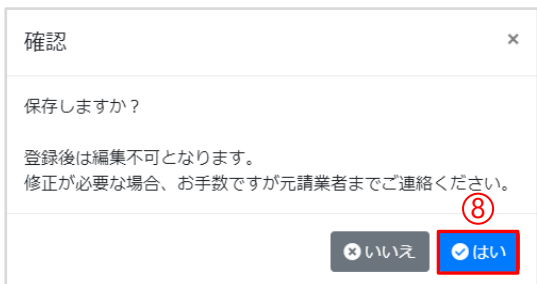 確認 ×
保存しますか？
登録後は編集不可となります。
修正が必要な場合、お手数ですが元請業者までご連絡ください。
⑧
いいえ はい